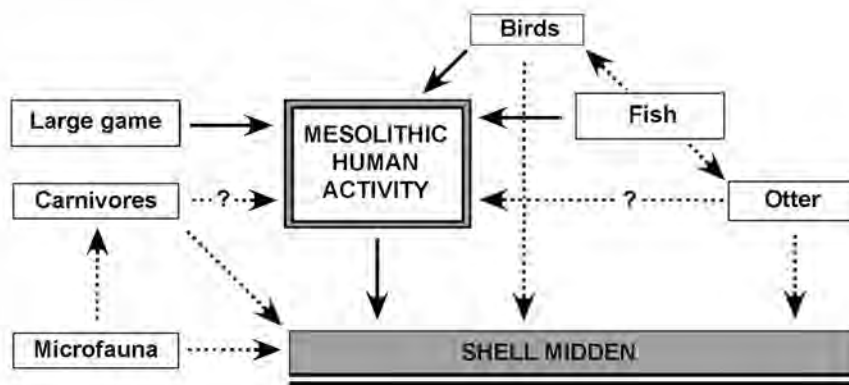 Birds
Large game
MESOLITHIC
HUMAN
ACTIVITY
Fish
Carnivores
?
?
Otter
Microfauna
SHELL MIDDEN